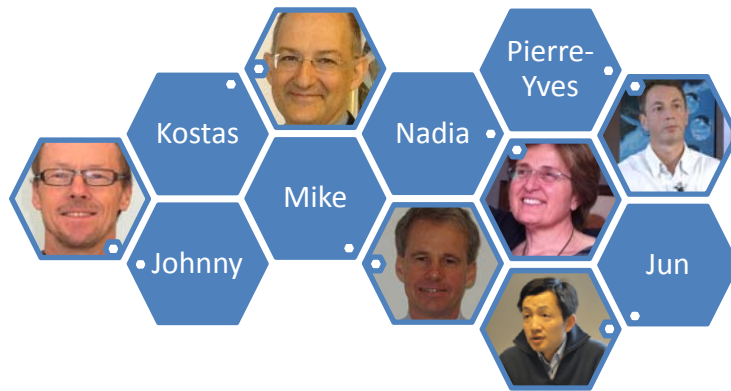 Pierre-
Yves
Kostas
Nadia
Mike
Johnny
Jun